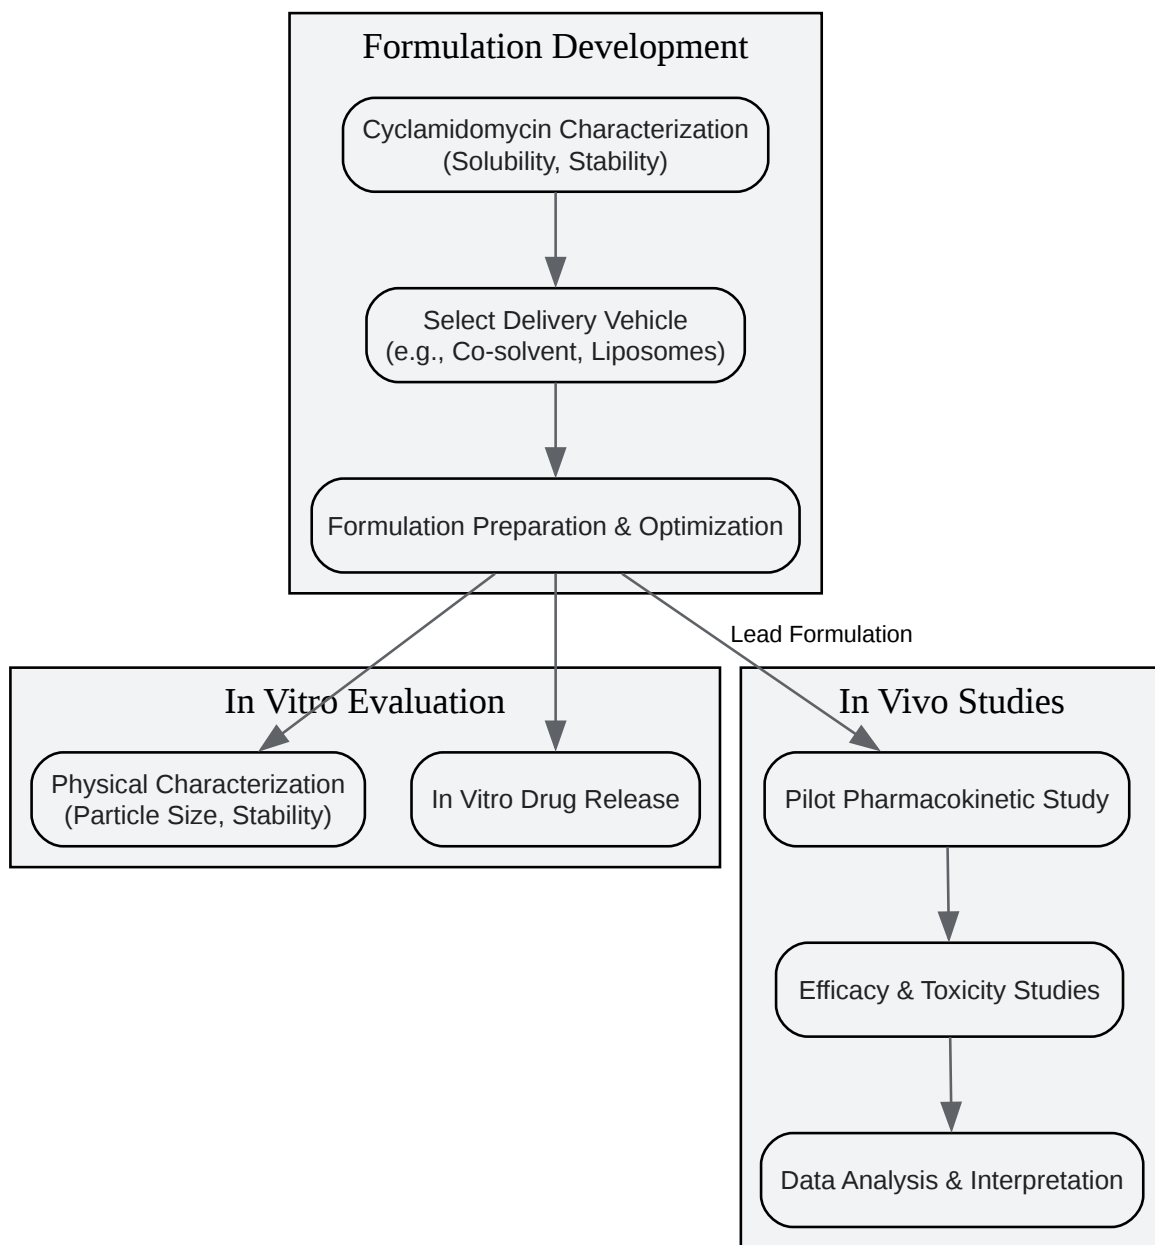 Formulation Development
Cyclamidomycin Characterization
(Solubility, Stability)
Select Delivery Vehicle
(e.g., Co-solvent, Liposomes)
Formulation Preparation & Optimization
Lead Formulation
In Vitro Evaluation
Physical Characterization
(Particle Size, Stability)
In Vitro Drug Release
In Vivo Studies
Pilot Pharmacokinetic Study
Efficacy & Toxicity Studies
Data Analysis & Interpretation